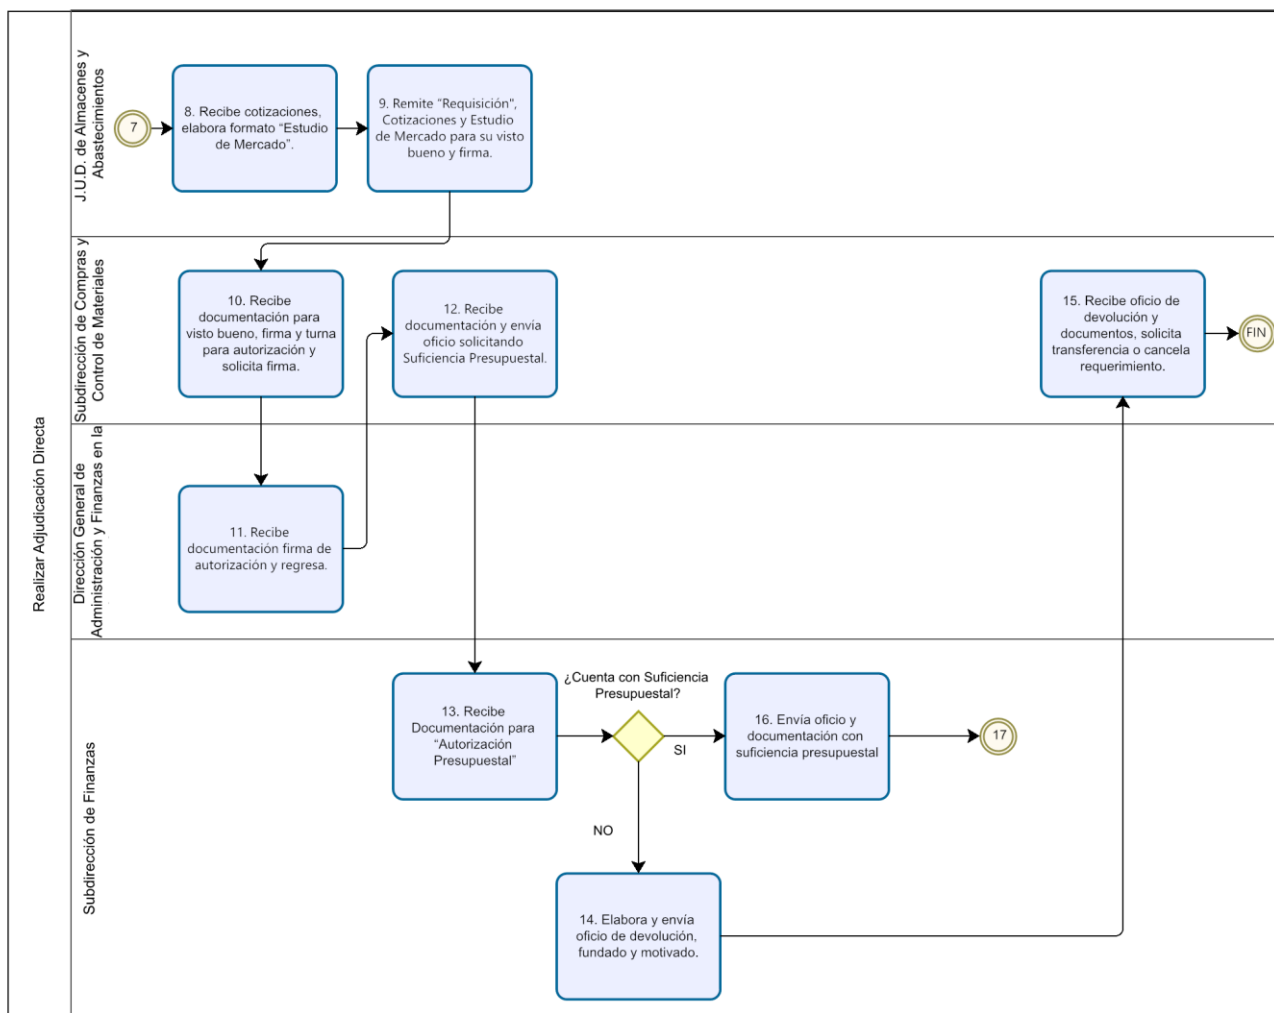 Realizar Adjudicación Directa
J.U.D. de Almacenes y
Abastecimientos
7
8. Recibe cotizaciones,
elabora formato “Estudio
de Mercado”.
9. Remite "Requisición",
Cotizaciones y Estudio
de Mercado para su visto
bueno y firma.
Subdirección de Compras y
Control de Materiales
10. Recibe
documentación para
visto bueno, firma y turna
para autorización y
solicita firma.
12. Recibe
documentación y envía
oficio solicitando
Suficiencia Presupuestal.
15. Recibe oficio de
devolución y
documentos, solicita
transferencia o cancela
requerimiento.
FIN
Dirección General de
Administración y Finanzas en la
11. Recibe
documentación firma de
autorización y regresa.
Subdirección de Finanzas
13. Recibe
Documentación para
“Autorización
Presupuestal”
¿Cuenta con Suficiencia
Presupuestal?
SI
NO
16. Envía oficio y
documentación con
suficiencia presupuestal
17
14. Elabora y envía
oficio de devolución,
fundado y motivado.